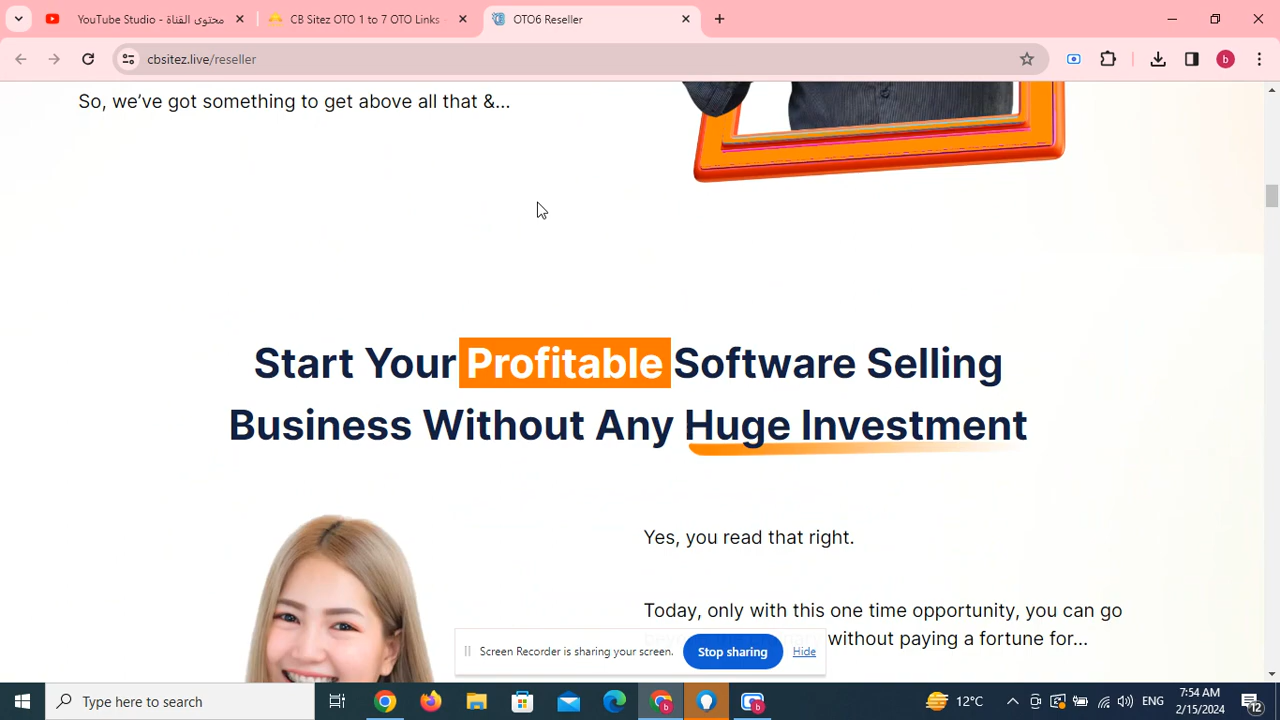 YouTube Studio - محتوى القناة
CB Sitez OTO 1 to 7 OTO Links
OTO6 Reseller
cbsitez.live/reseller
b
So, we’ve got something to get above all that &...
Start Your Profitable Software Selling
Business Without Any Huge Investment
Yes, you read that right.
Today, only with this one time opportunity, you can go
without paying a fortune for...
Screen Recorder is sharing your screen.
Stop sharing
Hide
Type here to search
b
b
12°C
ENG
7:54 AM
2/15/2024
12